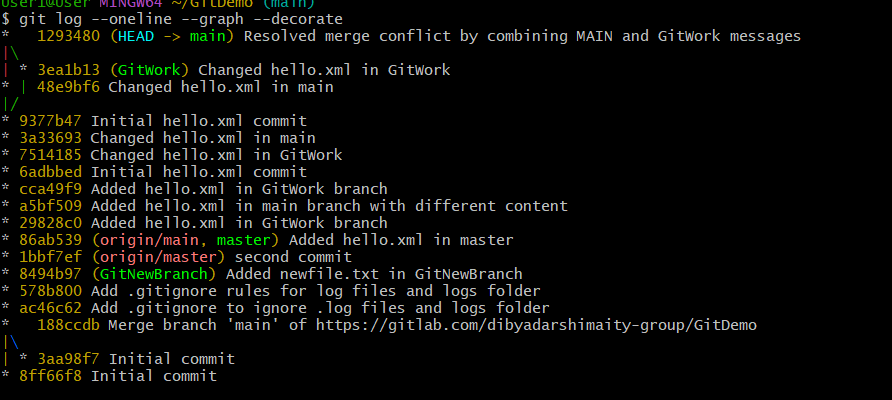 User1@User MINGW64 ~/GitDemo (main)
$ git log --oneline --graph --decorate
*   1293480 (HEAD -> main) Resolved merge conflict by combining MAIN and GitWork messages
|\
| * 3ea1b13 (GitWork) Changed hello.xml in GitWork
* | 48e9bf6 Changed hello.xml in main
|/
* 9377b47 Initial hello.xml commit
* 3a33693 Changed hello.xml in main
* 7514185 Changed hello.xml in GitWork
* 6adbbed Initial hello.xml commit
* cca49f9 Added hello.xml in GitWork branch
* a5bf509 Added hello.xml in main branch with different content
* 29828c0 Added hello.xml in GitWork branch
* 86ab539 (origin/main, master) Added hello.xml in master
* 1bbf7ef (origin/master) second commit
* 8494b97 (GitNewBranch) Added newfile.txt in GitNewBranch
* 578b800 Add .gitignore rules for log files and logs folder
* ac46c62 Add .gitignore to ignore .log files and logs folder
*   188ccdb Merge branch 'main' of https://gitlab.com/dibyadarshimaity-group/GitDemo
|\
| * 3aa98f7 Initial commit
* 8ff66f8 Initial commit